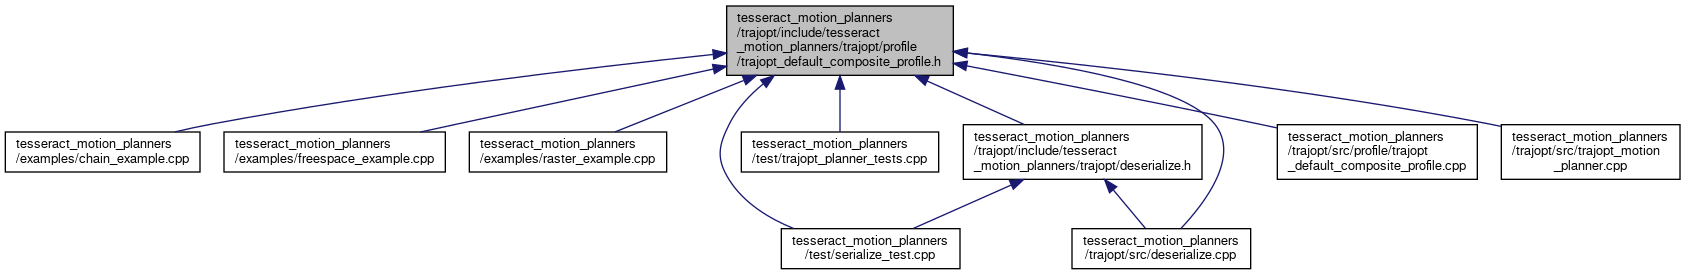 tesseract_motion_planners
/trajopt/include/tesseract
_motion_planners/trajopt/profile
/trajopt_default_composite_profile.h
tesseract_motion_planners
/examples/chain_example.cpp
tesseract_motion_planners
/examples/freespace_example.cpp
tesseract_motion_planners
/examples/raster_example.cpp
tesseract_motion_planners
/test/trajopt_planner_tests.cpp
tesseract_motion_planners
/trajopt/include/tesseract
_motion_planners/trajopt/deserialize.h
tesseract_motion_planners
/trajopt/src/profile/trajopt
_default_composite_profile.cpp
tesseract_motion_planners
/trajopt/src/trajopt_motion
_planner.cpp
tesseract_motion_planners
/test/serialize_test.cpp
tesseract_motion_planners
/trajopt/src/deserialize.cpp